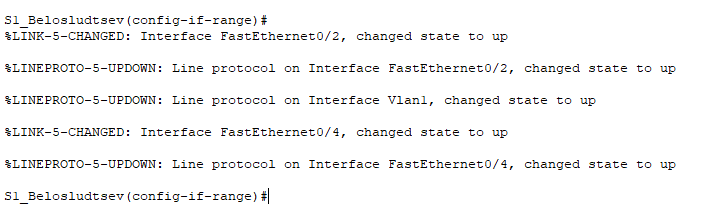 S1_Belosludtsev(config-if-range)#
%LINK-5-CHANGED: Interface FastEthernet0/2, changed state to up
%LINEPROTO-5-UPDOWN: Line protocol on Interface FastEthernet0/2, changed state to up
%LINEPROTO-5-UPDOWN: Line protocol on Interface Vlan1, changed state to up
%LINK-5-CHANGED: Interface FastEthernet0/4, changed state to up
%LINEPROTO-5-UPDOWN: Line protocol on Interface FastEthernet0/4, changed state to up
S1_Belosludtsev(config-if-range)#